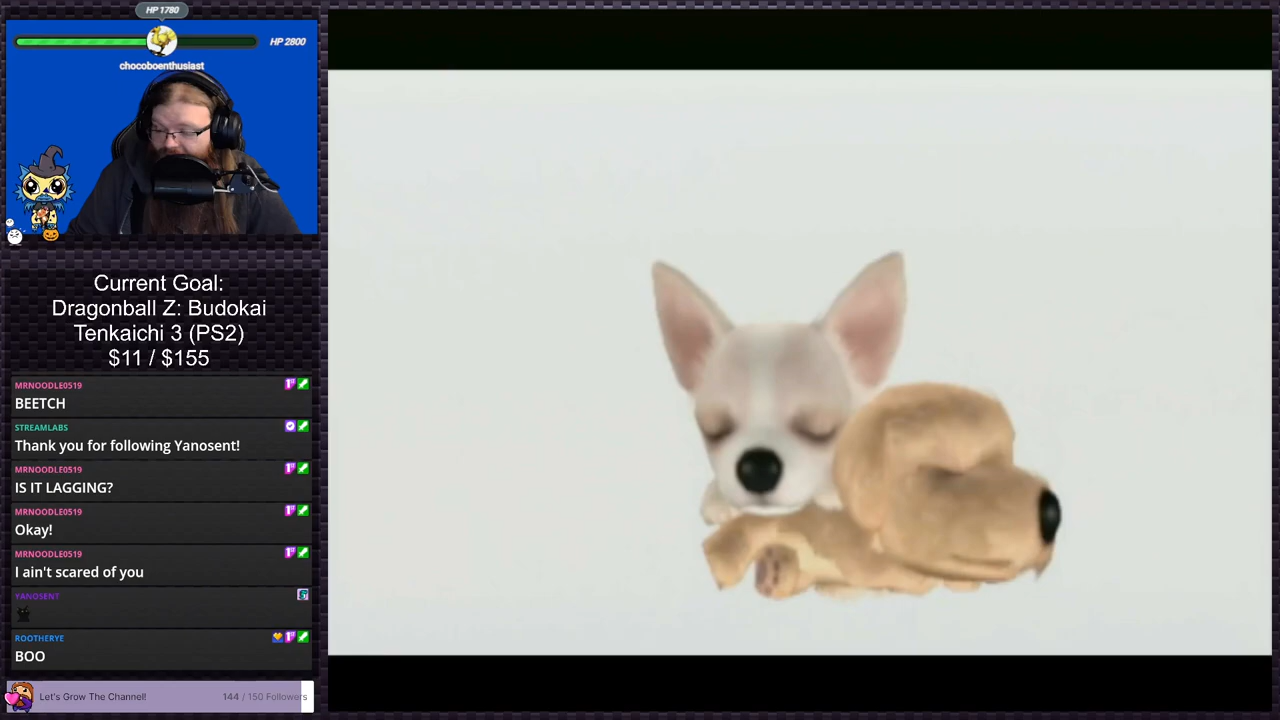 HP 1780
HP 2800
chocoboenthusiast
Current Goal:
Dragonball Z: Budokai
Tenkaichi 3 (PS2)
$11 / $155
MRNOODLE0519
BEETCH
STREAMLABS
Thank you for following Yanosent!
MRNOODLE0519
IS IT LAGGING?
MRNOODLE0519
Okay!
MRNOODLE0519
I ain't scared of you
YANOSENT
ROOTHERYE
BOO
Let's Grow The Channel!
144 / 150 Followers